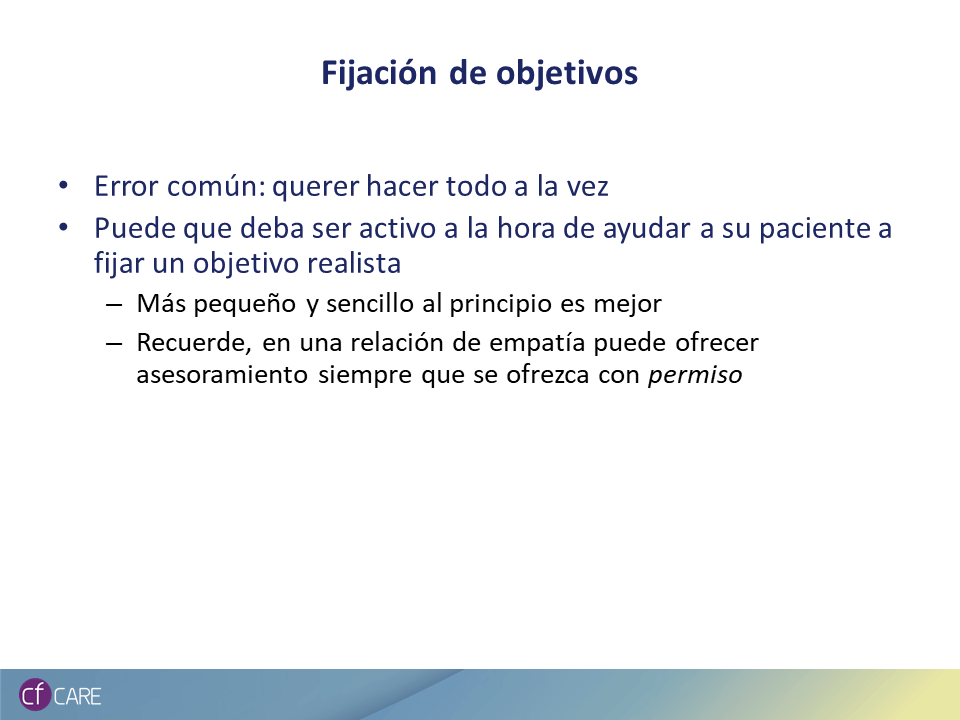 Fijación de objetivos
• Error común: querer hacer todo a la vez
• Puede que deba ser activo a la hora de ayudar a su paciente a
fijar un objetivo realista
– Más pequeño y sencillo al principio es mejor
– Recuerde, en una relación de empatía puede ofrecer
asesoramiento siempre que se ofrezca con permiso
cf CARE